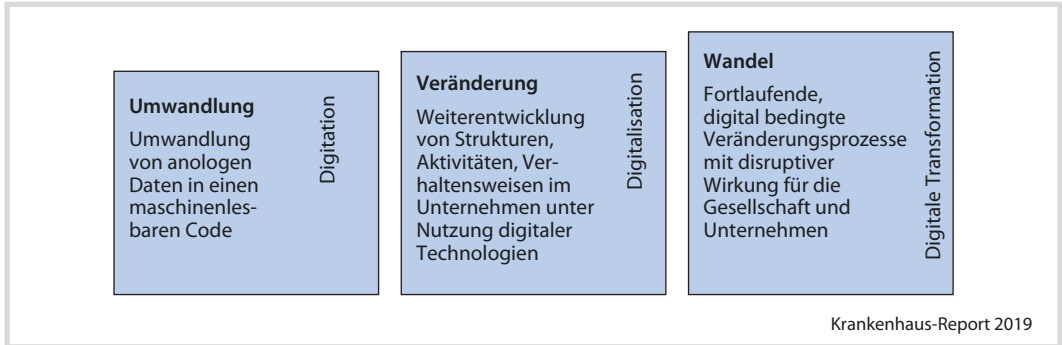 Umwandlung
Umwandlung
von anologen
Daten in einen
maschinenles-
baren Code
Digitation
Veränderung
Weiterentwicklung
von Strukturen,
Aktivitäten, Ver-
haltensweisen im
Unternehmen unter
Nutzung digitaler
Technologien
Digitalisation
Wandel
Fortlaufende,
digital bedingte
Veränderungsprozesse
mit disruptiver
Wirkung für die
Gesellschaft und
Unternehmen
Digitale Transformation
Krankenhaus-Report 2019